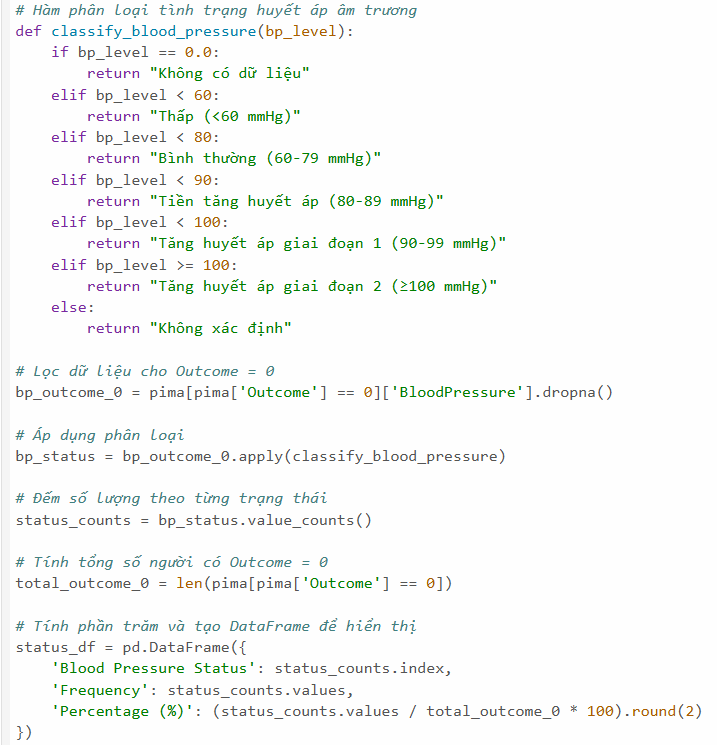 # Hàm phân loại tình trạng huyết áp âm trương
def classify_blood_pressure(bp_level):
    if bp_level == 0.0:
        return "Không có dữ liệu"
    elif bp_level < 60:
        return "Thấp (<60 mmHg)"
    elif bp_level < 80:
        return "Bình thường (60-79 mmHg)"
    elif bp_level < 90:
        return "Tiền tăng huyết áp (80-89 mmHg)"
    elif bp_level < 100:
        return "Tăng huyết áp giai đoạn 1 (90-99 mmHg)"
    elif bp_level >= 100:
        return "Tăng huyết áp giai đoạn 2 (≥100 mmHg)"
    else:
        return "Không xác định"

# Lọc dữ liệu cho Outcome = 0
bp_outcome_0 = pima[pima['Outcome'] == 0]['BloodPressure'].dropna()

# Áp dụng phân loại
bp_status = bp_outcome_0.apply(classify_blood_pressure)

# Đếm số lượng theo từng trạng thái
status_counts = bp_status.value_counts()

# Tính tổng số người có Outcome = 0
total_outcome_0 = len(pima[pima['Outcome'] == 0])

# Tính phần trăm và tạo DataFrame để hiển thị
status_df = pd.DataFrame({
    'Blood Pressure Status': status_counts.index,
    'Frequency': status_counts.values,
    'Percentage (%)': (status_counts.values / total_outcome_0 * 100).round(2)
})